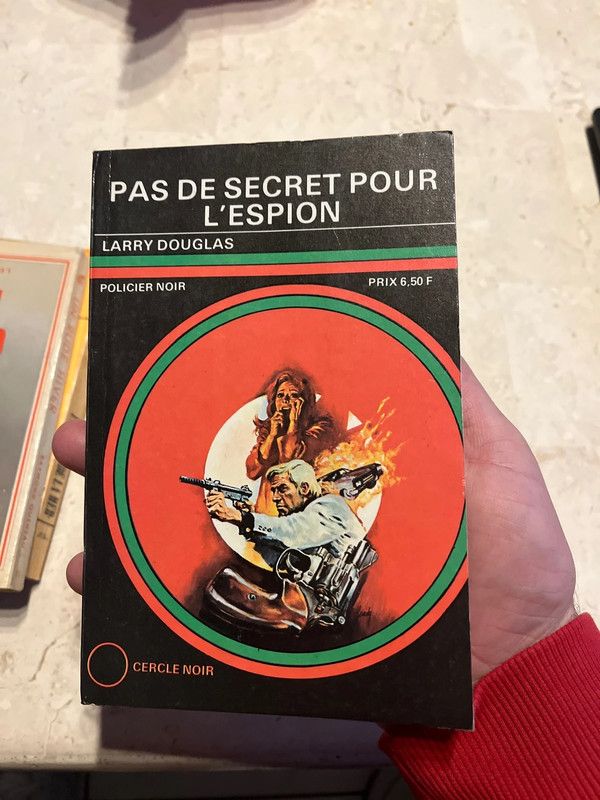 PAS DE SECRET POUR
L'ESPION
LARRY DOUGLAS
POLICIER NOIR
PRIX 6,50 F
CERCLE NOIR